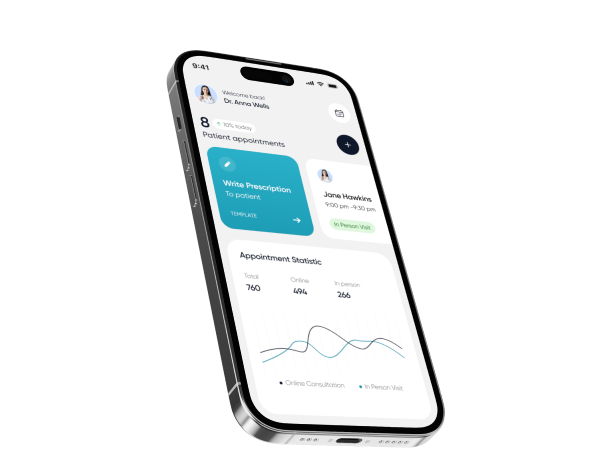 9:41
Welcome back!
Dr. Anna Wells
8
10% today
Patient appointments
Write Prescription
To patient
TEMPLATE
Jane Hawkins
9:00 pm - 9:30 pm
In Person Visit
Appointment Statistic
Total
Online
In person
760
494
266
Online Consultation
In Person Visit